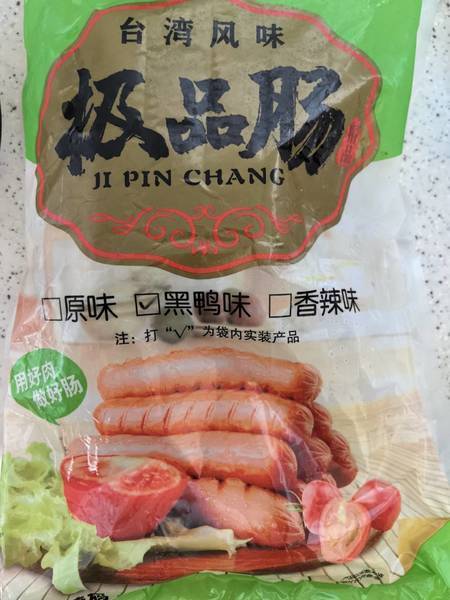 台湾风味
极品肠
JI PIN CHANG
□原味 ☑黑鸭味 □香辣味
注：打“√”为袋内实装产品
用好肉
做好肠